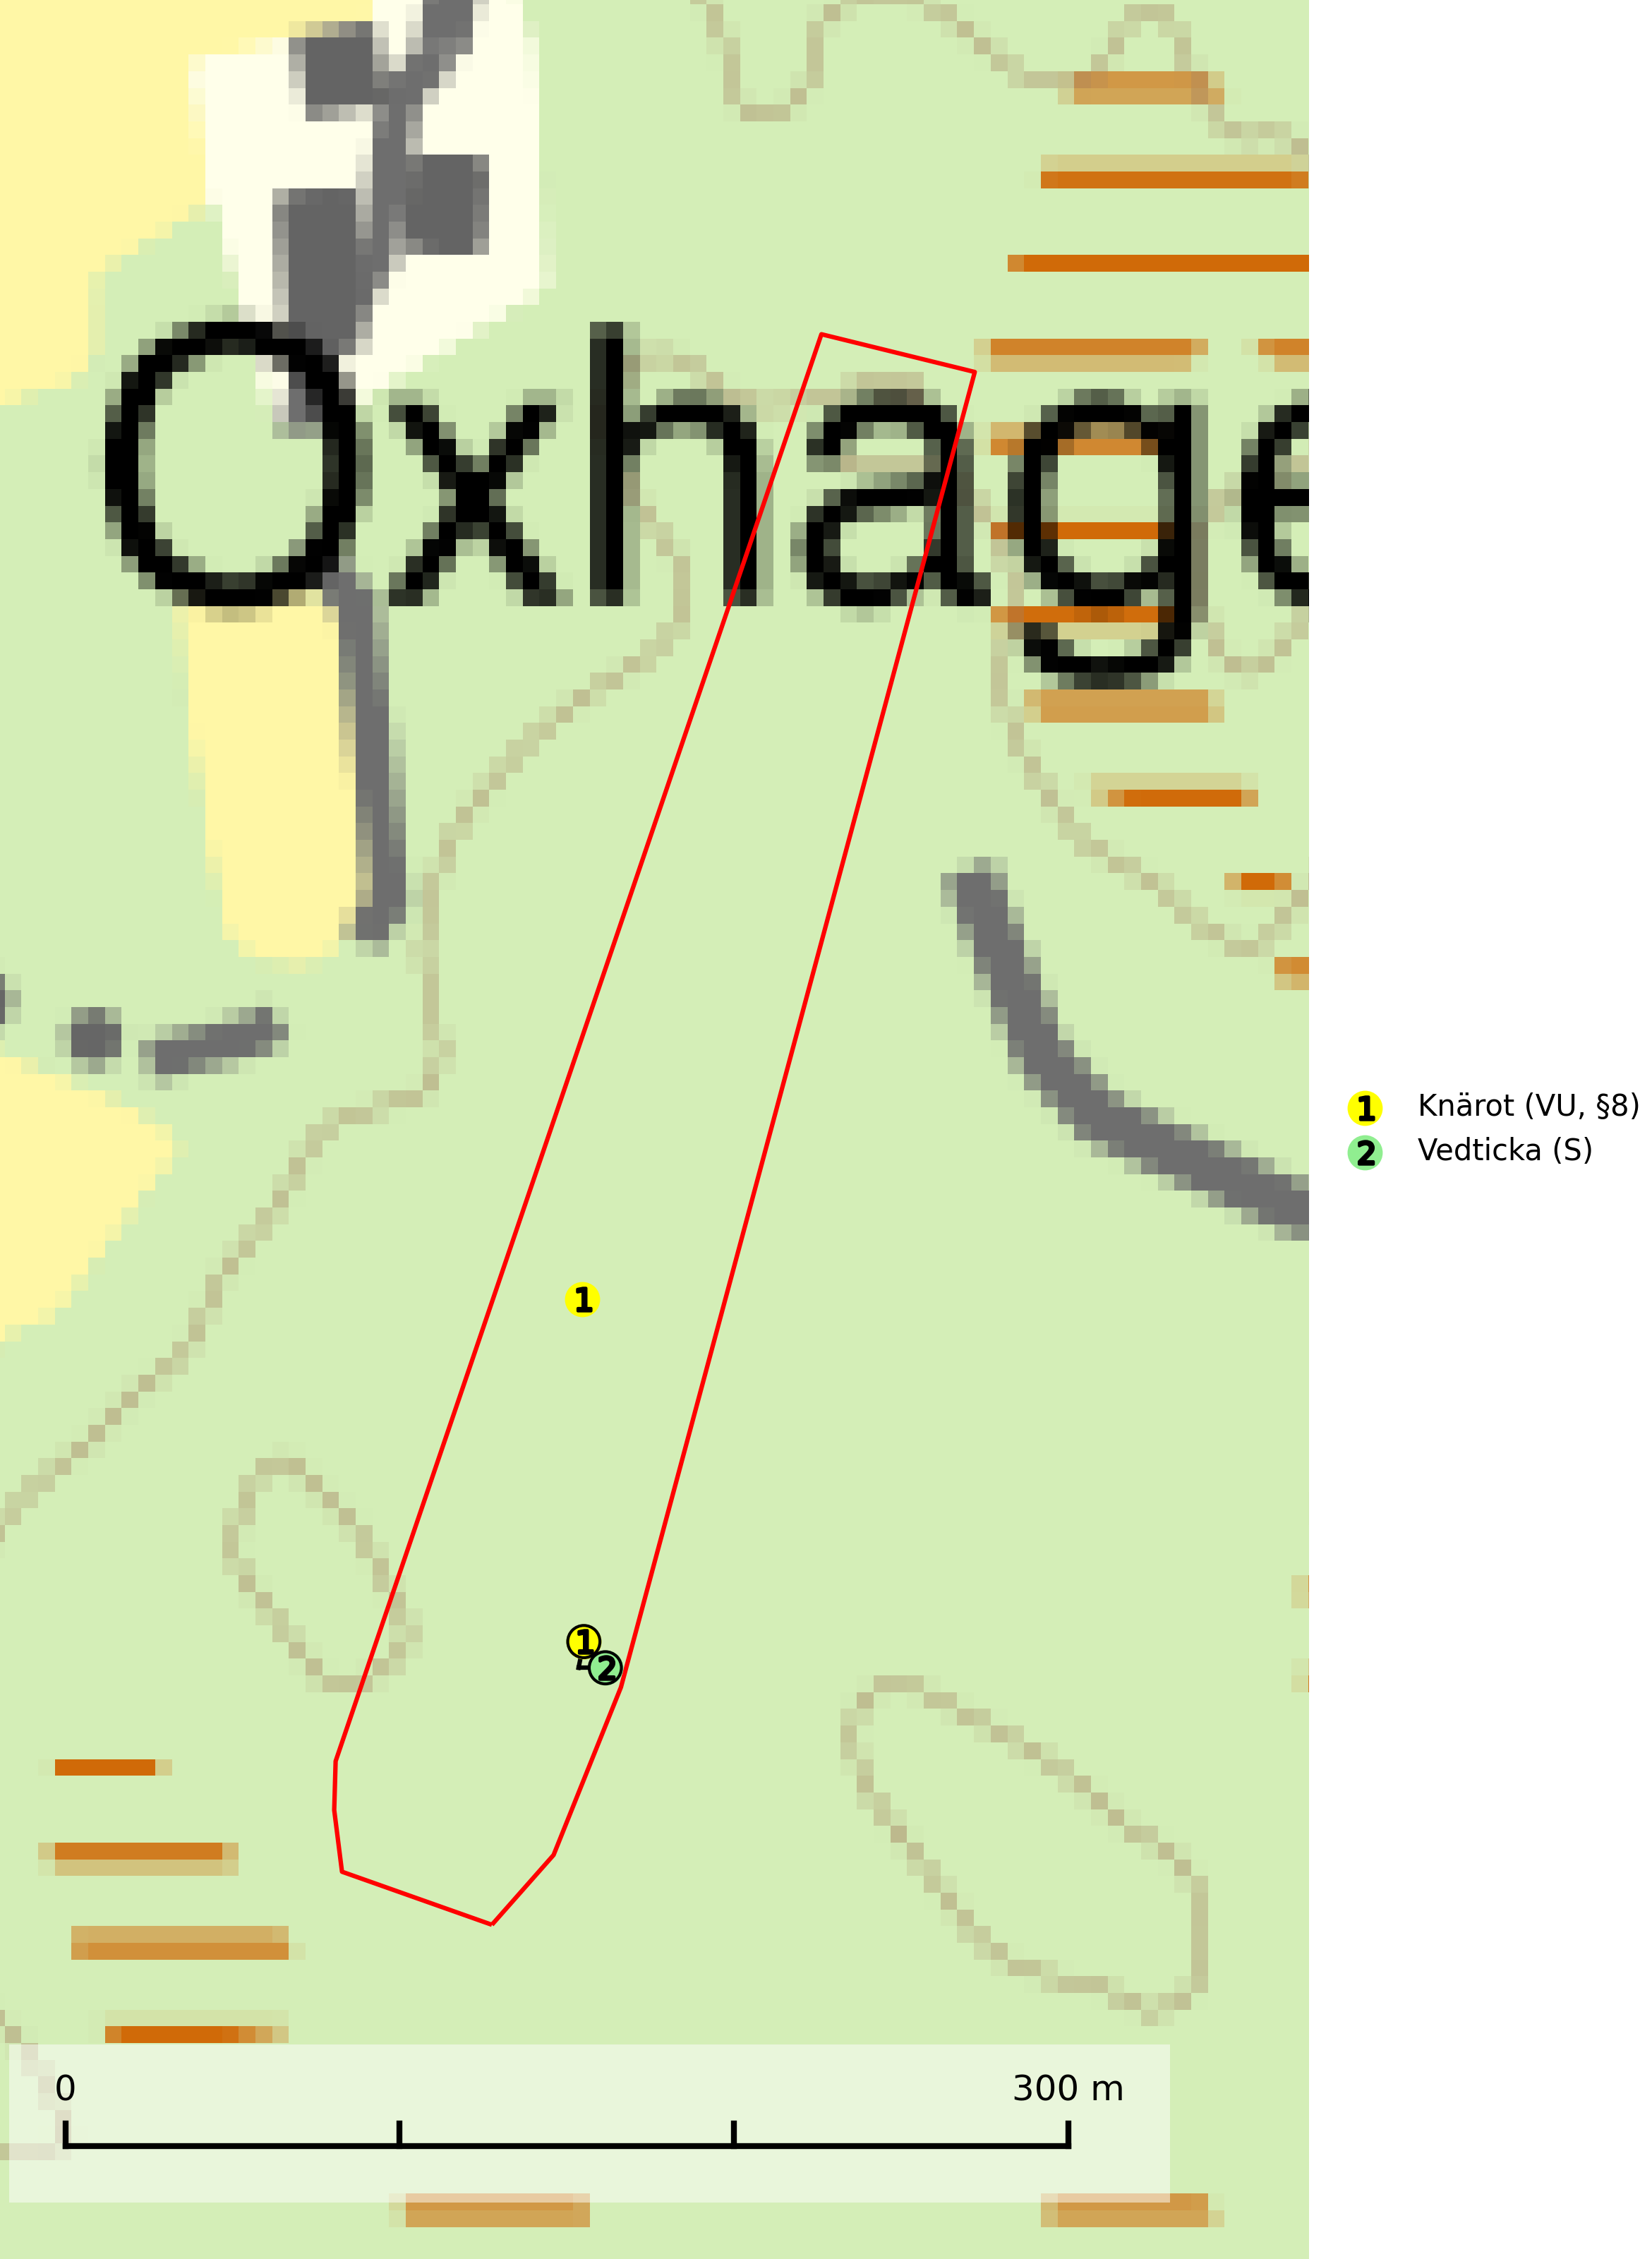 Oxhage
1 Knärot (VU, §8)
2 Vedticka (S)
1
1
2
0 300 m